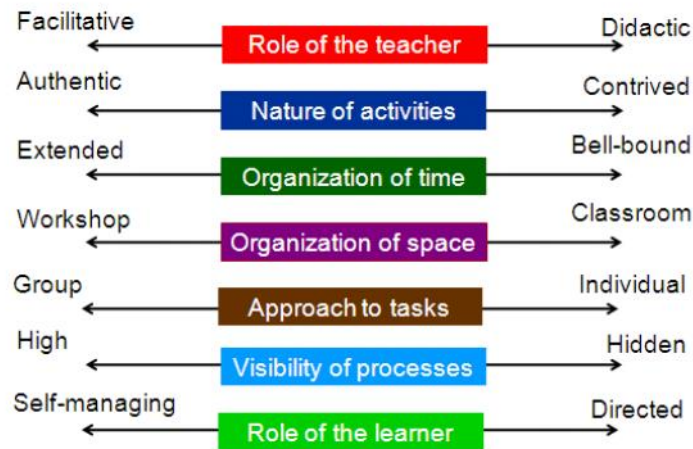 Facilitative
Role of the teacher
Didactic
Authentic
Nature of activities
Contrived
Extended
Organization of time
Bell-bound
Workshop
Organization of space
Classroom
Group
Approach to tasks
Individual
High
Visibility of processes
Hidden
Self-managing
Role of the learner
Directed